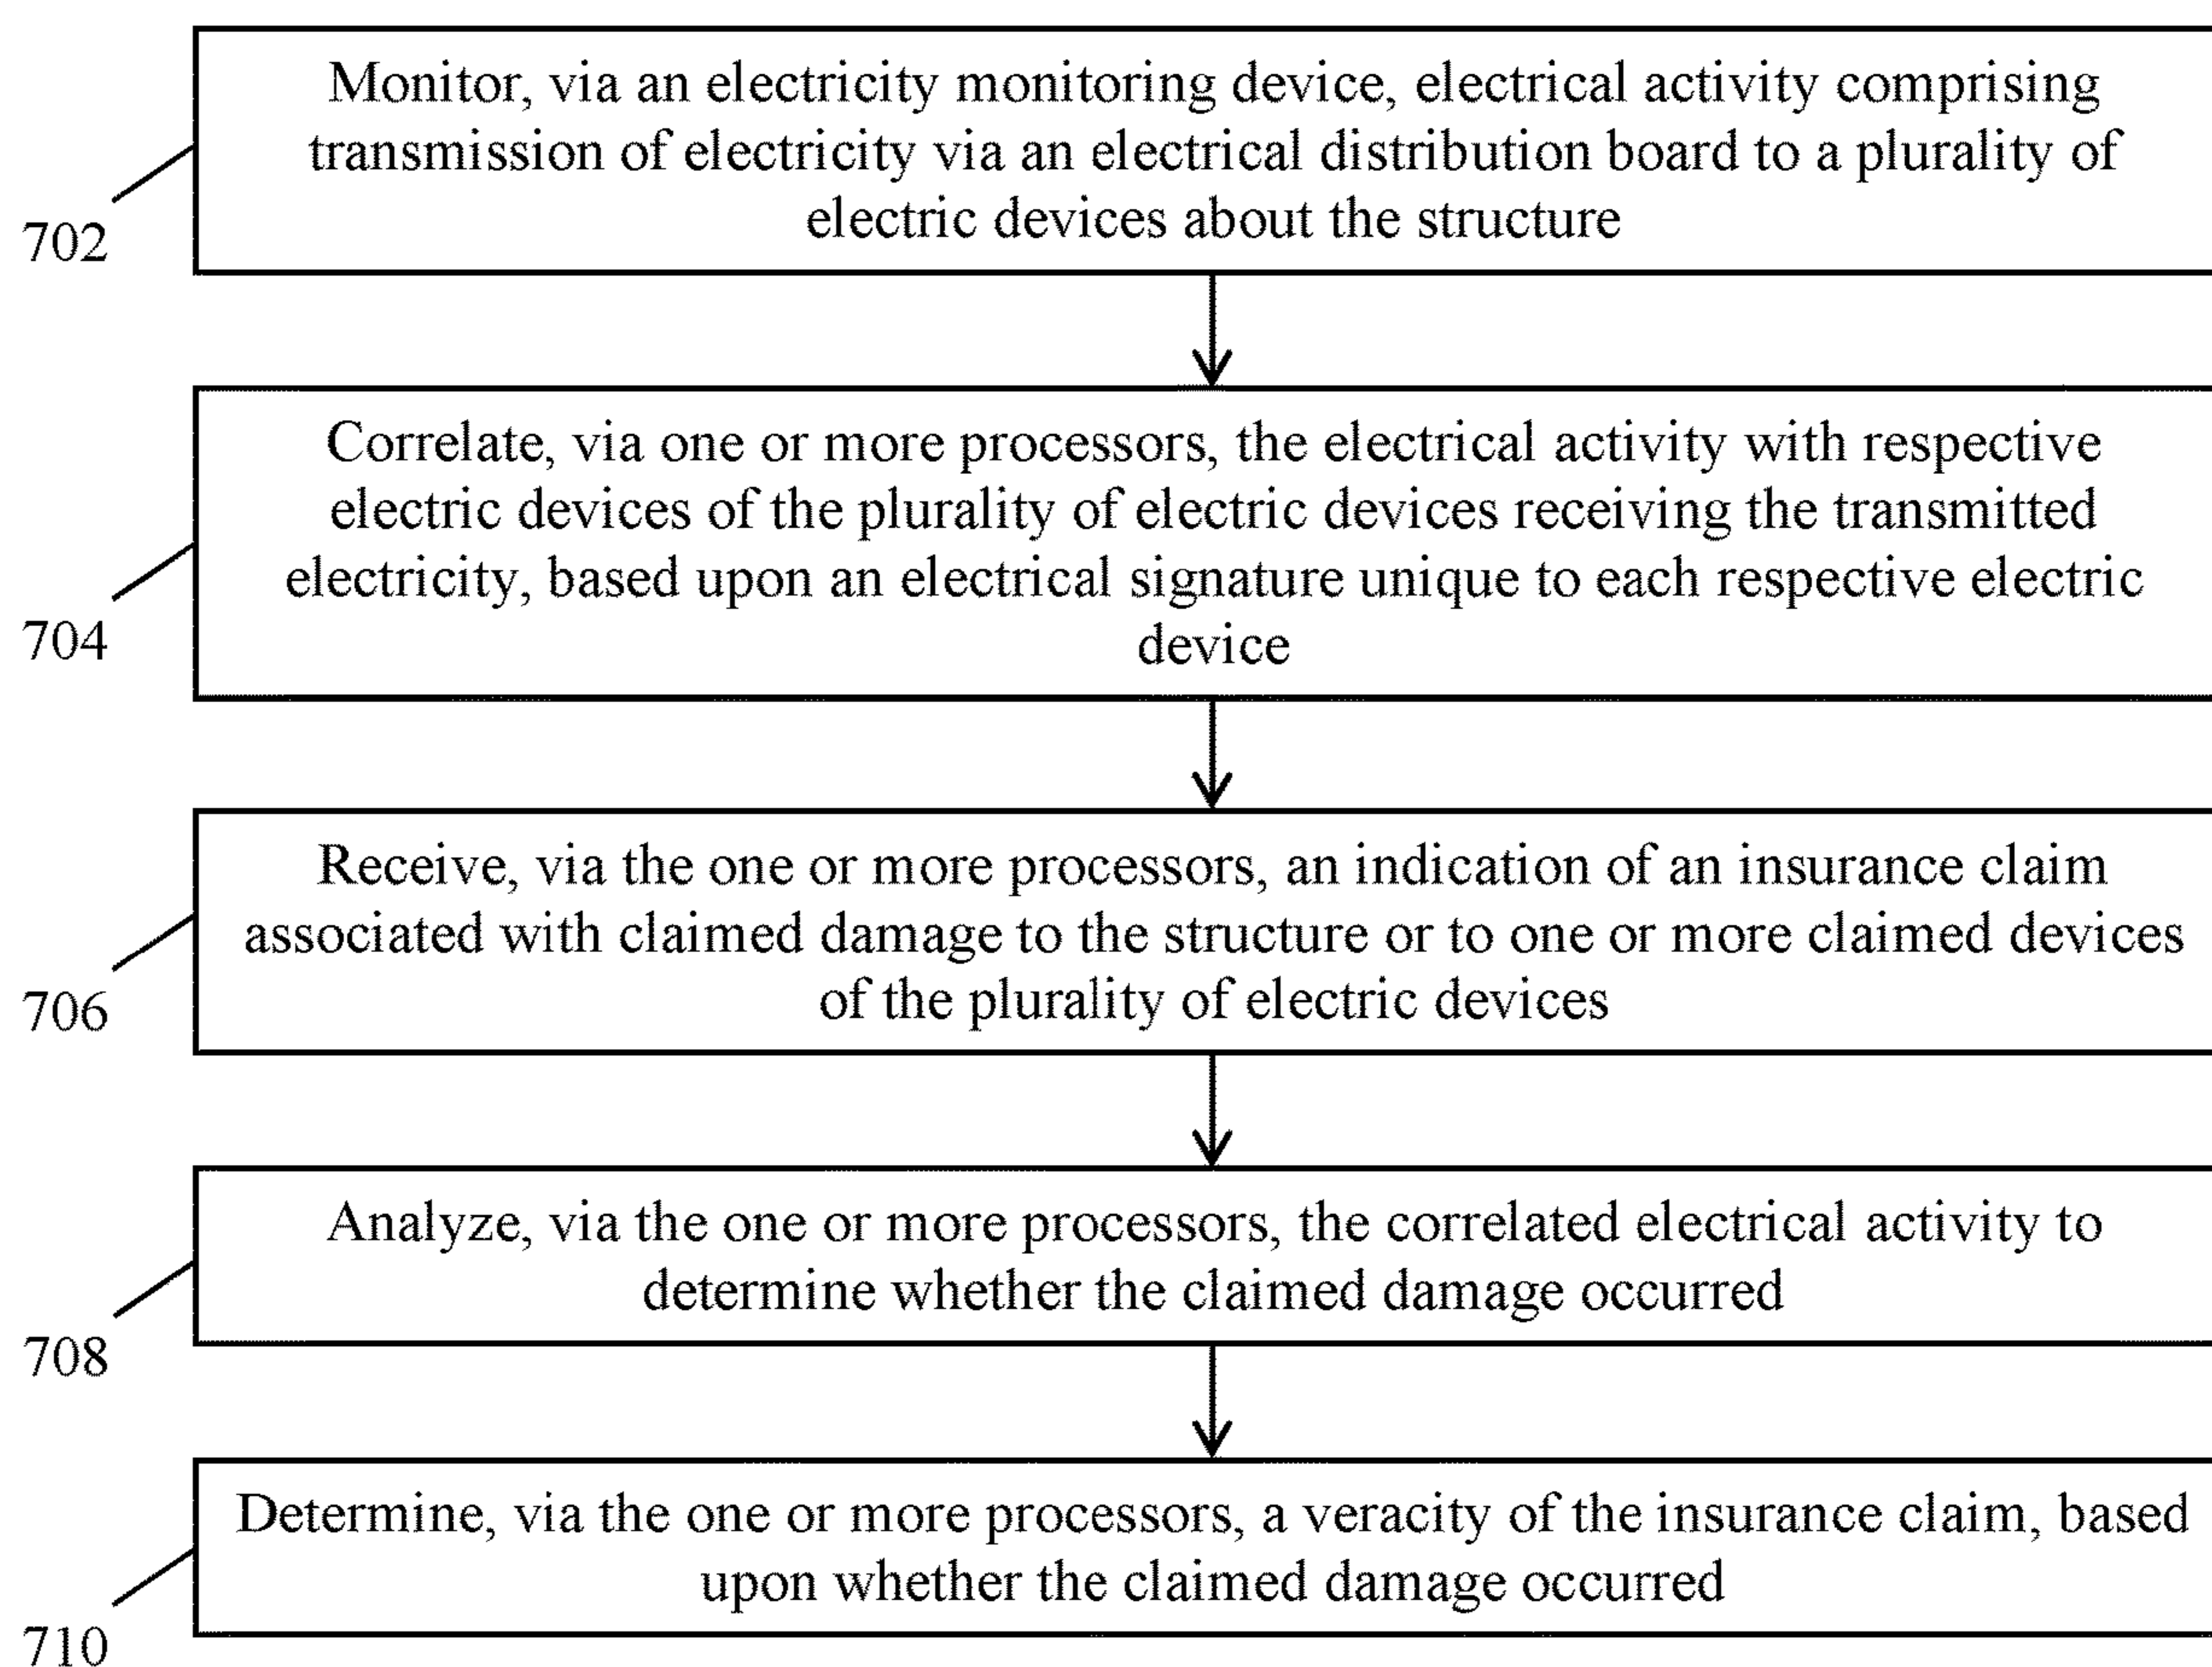 Monitor, via an electricity monitoring device, electrical activity comprising
transmission of electricity via an electrical distribution board to a plurality of
electric devices about the structure
702
Correlate, via one or more processors, the electrical activity with respective
electric devices of the plurality of electric devices receiving the transmitted
electricity, based upon an electrical signature unique to each respective electric
device
704
Receive, via the one or more processors, an indication of an insurance claim
associated with claimed damage to the structure or to one or more claimed devices
of the plurality of electric devices
706
Analyze, via the one or more processors, the correlated electrical activity to
determine whether the claimed damage occurred
708
Determine, via the one or more processors, a veracity of the insurance claim, based
upon whether the claimed damage occurred
710